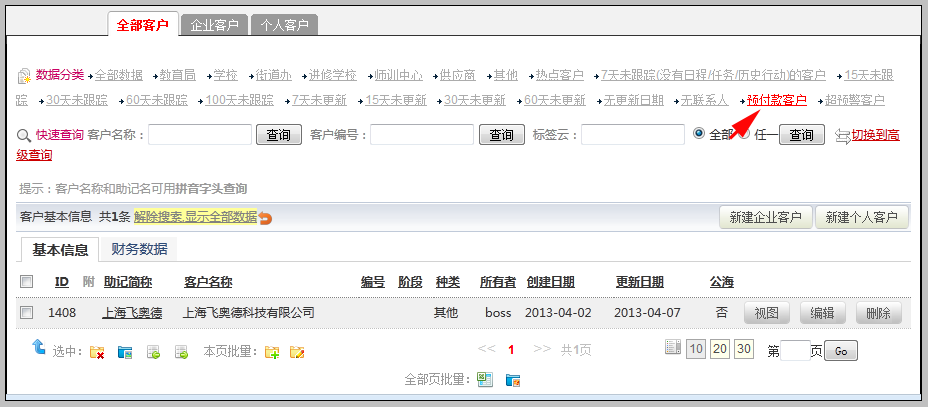 全部客户 企业客户 个人客户
数据分类 全部数据 教育局 学校 街道办 进修学校 师训中心 供应商 其他 热点客户 7天未跟踪(没有日程/任务/历史行动)的客户 15天未跟
踪 30天未跟踪 60天未跟踪 100天未跟踪 7天未更新 15天未更新 30天未更新 60天未更新 无更新日期 无联系人 预付款客户 超预警客户
快速查询 客户名称: 查询 客户编号: 查询 标签云: 全部 任一 查询 切换到高
级查询
提示：客户名称和助记名可用拼音字头查询
客户基本信息 共1条 解除搜索,显示全部数据 新建企业客户 新建个人客户
基本信息 财务数据
ID 附 助记简称 客户名称 编号 阶段 种类 所有者 创建日期 更新日期 公海
1408 上海飞奥德 上海飞奥德科技有限公司 其他 boss 2013-04-02 2013-04-07 否 视图 编辑 删除
选中： 本页批量： << 1 >> 共1页 10 20 30 第 页 Go
全部页批量：